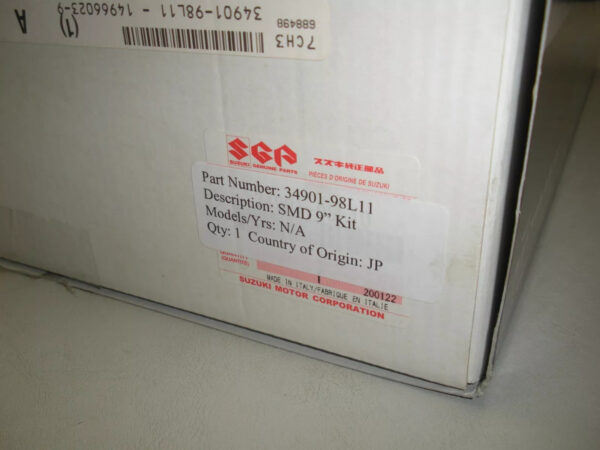 7CH3
688498
34901-98L11 - 14966023-9
(1)
A
SGP
スズキ純正部品
SUZUKI GENUINE PARTS
PIÈCES D'ORIGINE DE SUZUKI
Part Number: 34901-98L11
Description: SMD 9” Kit
Models/Yrs: N/A
Qty: 1 Country of Origin: JP
(QUANTITE)
1 200122
MADE IN ITALY/FABRIQUE EN ITALIE
SUZUKI MOTOR CORPORATION